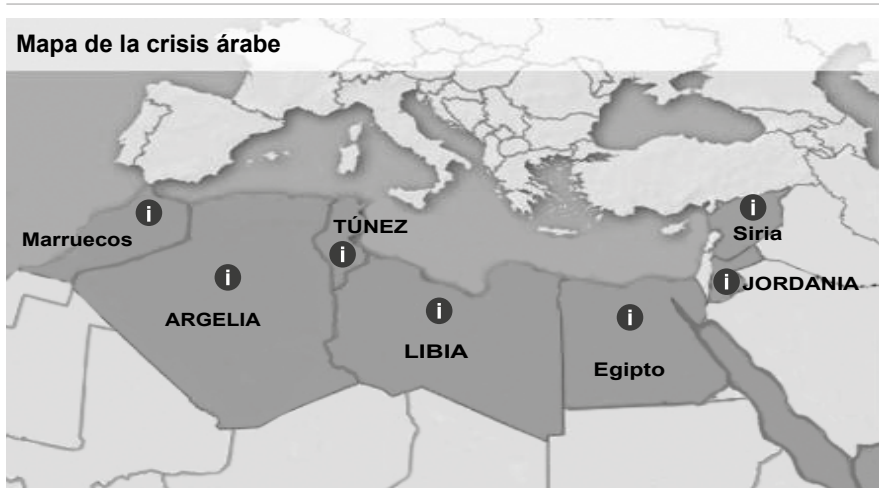 Mapa de la crisis árabe
Marruecos
i
TÚNEZ
i
i
ARGELIA
i
LIBIA
i
Egipto
i
Siria
i JORDANIA